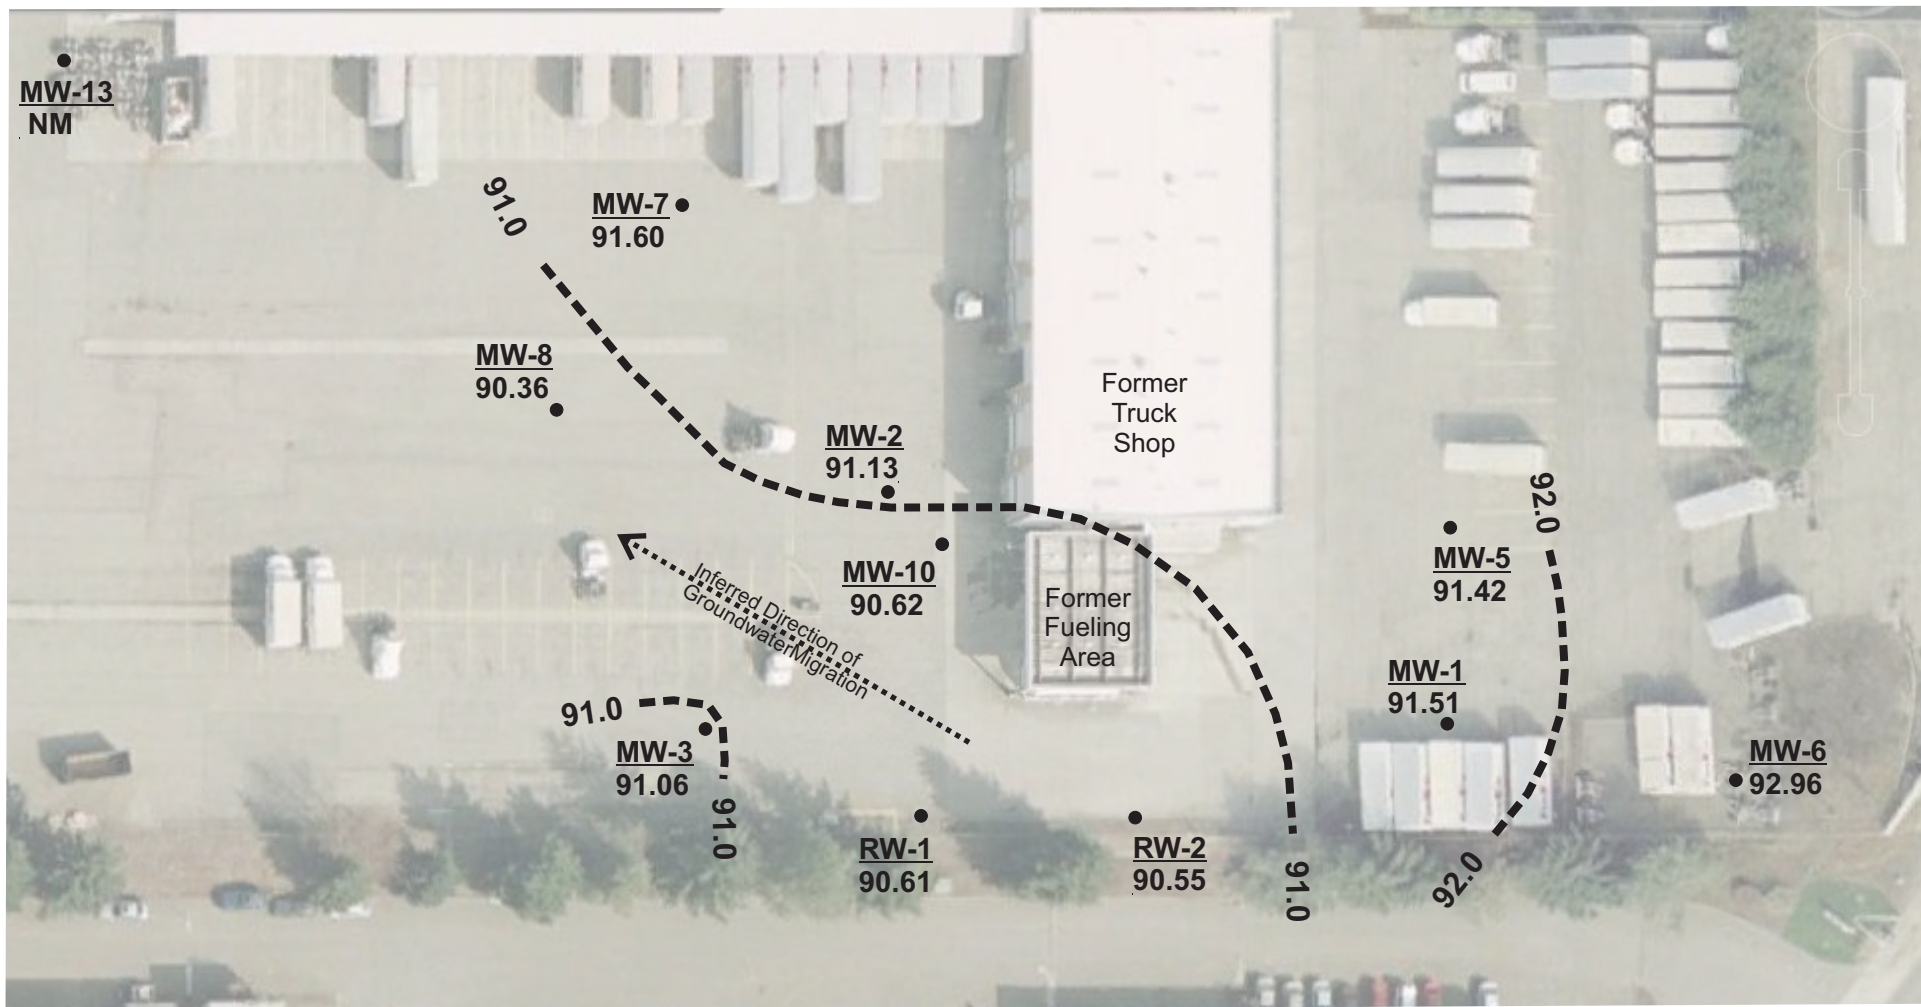 MW-13
NM
91.0
MW-7
91.60
MW-8
90.36
MW-2
91.13
Former
Truck
Shop
92.0
MW-5
91.42
MW-10
90.62
Former
Fueling
Area
Inferred Direction of
GroundwaterMigration
MW-1
91.51
91.0
MW-3
91.06
91.0
MW-6
92.96
RW-1
90.61
RW-2
90.55
91.0
92.0